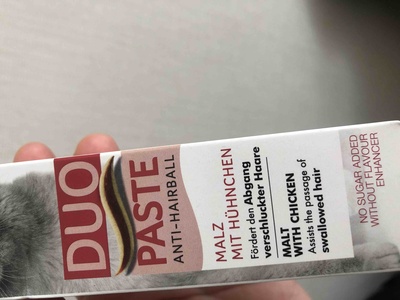 DUO
PASTE
ANTI-HAIRBALL
MALZ
MIT HÜHNCHEN
Fördert den Abgang
verschluckter Haare
MALT
WITH CHICKEN
Assists the passage of
swallowed hair
NO SUGAR ADDED
WITHOUT FLAVOUR
ENHANCER